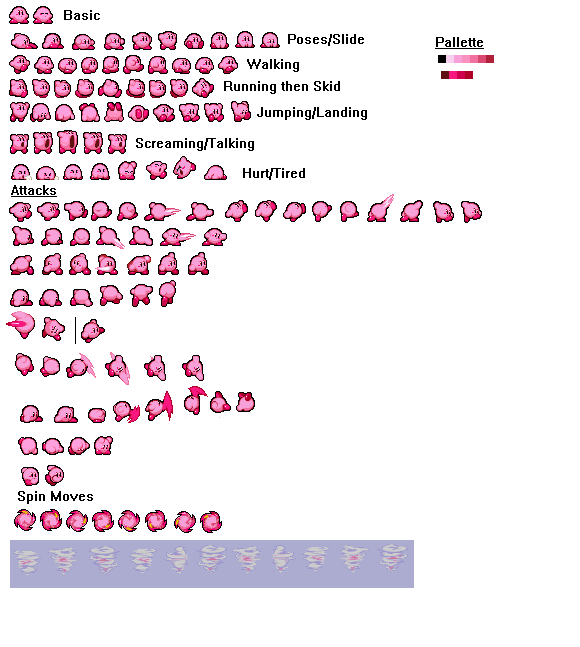 Basic
Poses/Slide
Pallette
Walking
Running then Skid
Jumping/Landing
Screaming/Talking
Hurt/Tired
Attacks
Spin Moves